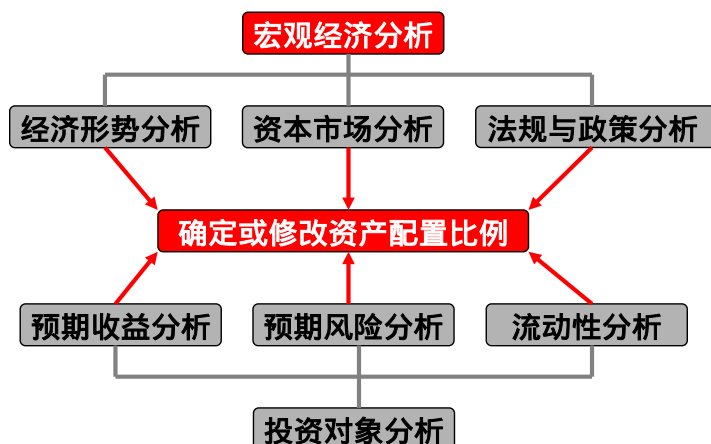 宏观经济分析
经济形势分析
资本市场分析
法规与政策分析
确定或修改资产配置比例
预期收益分析
预期风险分析
流动性分析
投资对象分析